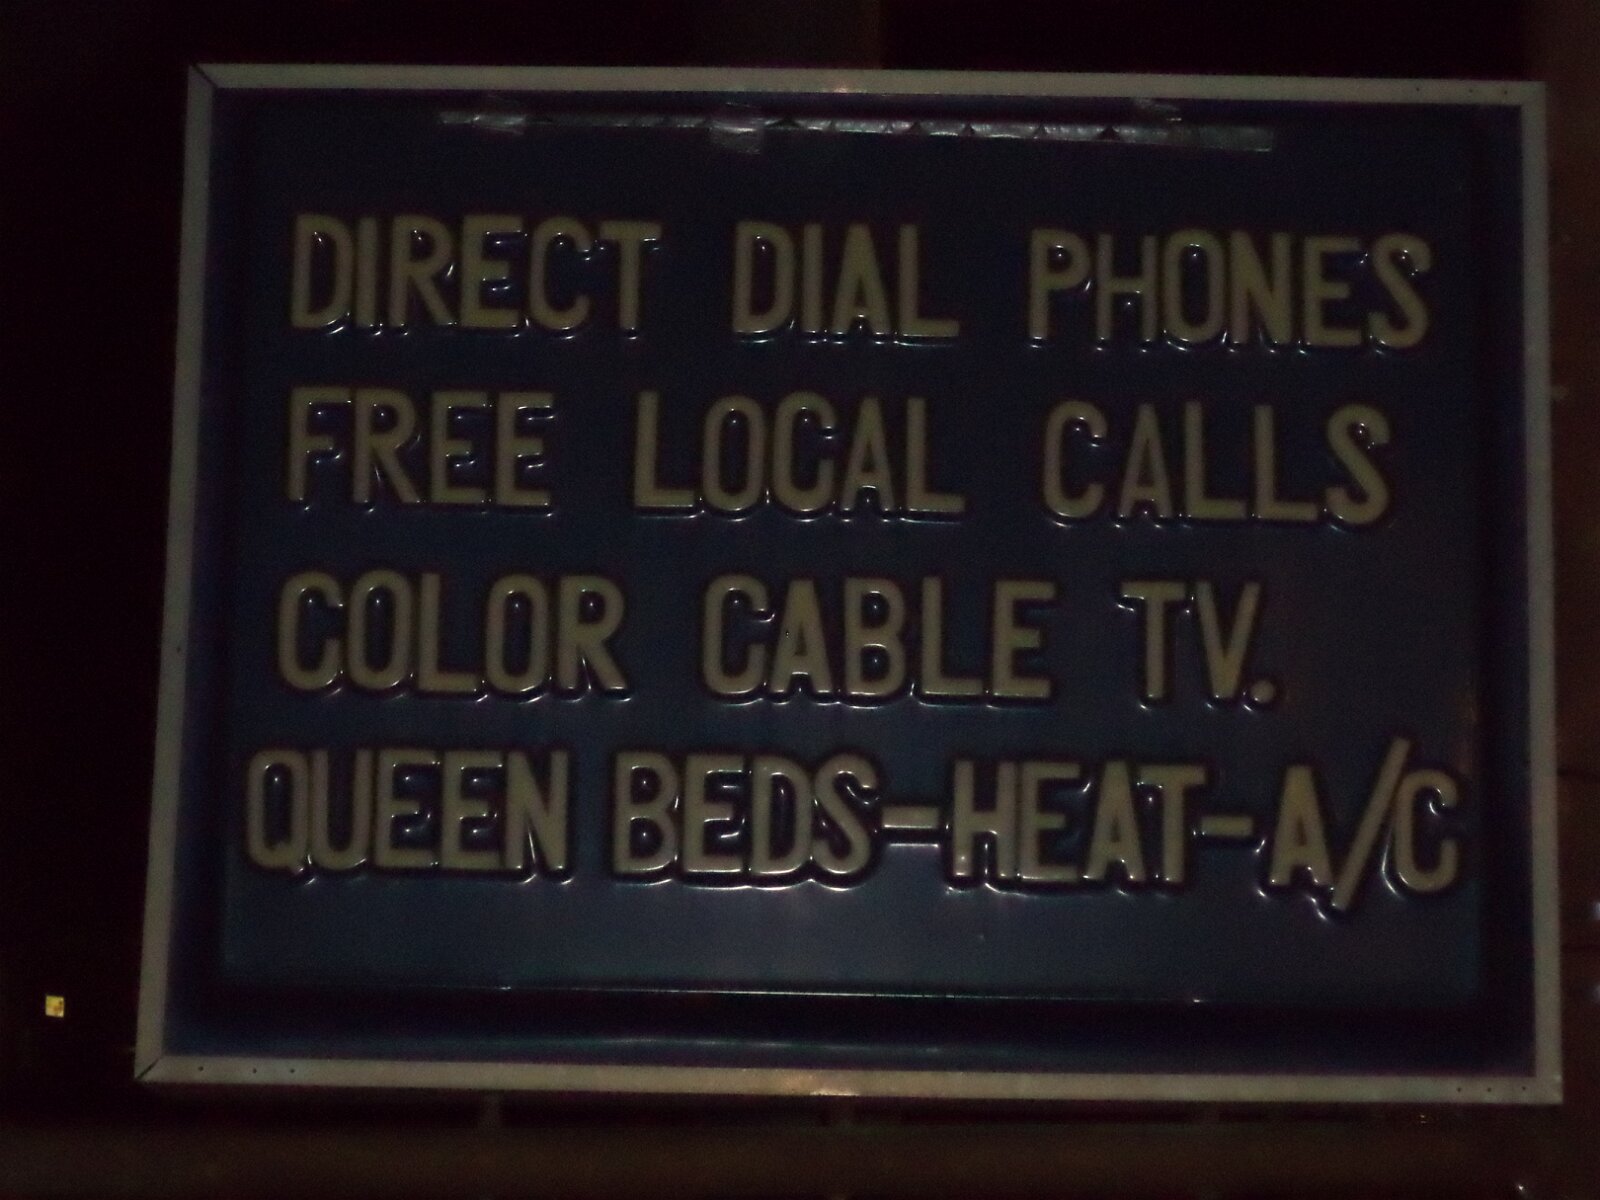 DIRECT DIAL PHONES
FREE LOCAL CALLS
COLOR CABLE TV.
QUEEN BEDS-HEAT-A/C